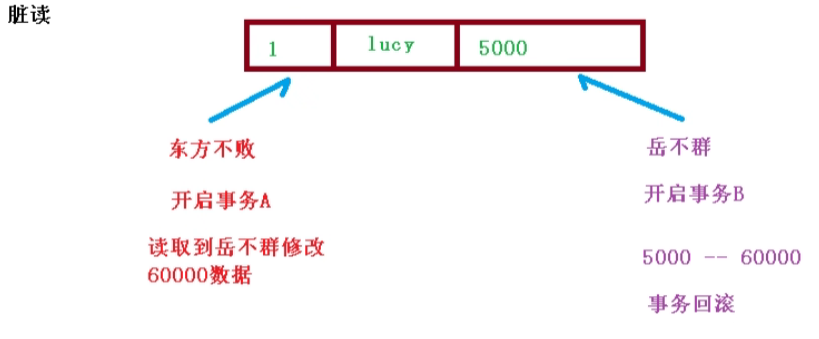 脏读
1 lucy 5000
东方不败
开启事务A
读取到岳不群修改
60000数据
岳不群
开启事务B
5000 -- 60000
事务回滚